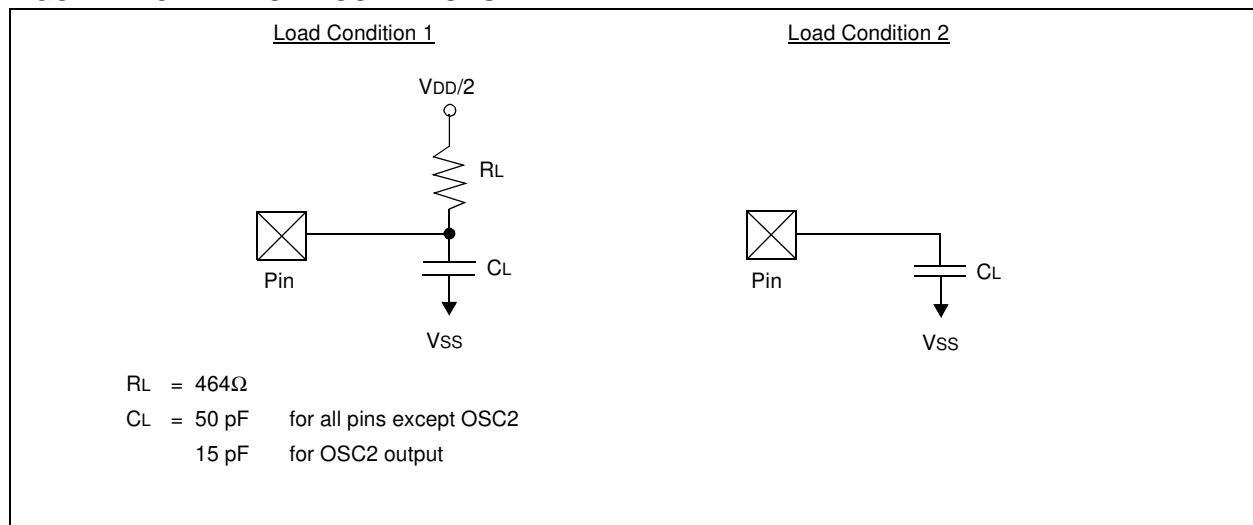 Load Condition 1
Load Condition 2
VDD/2
RL
CL
Pin
VSS
CL
Pin
VSS
RL = 464Ω
CL = 50 pF for all pins except OSC2
15 pF for OSC2 output